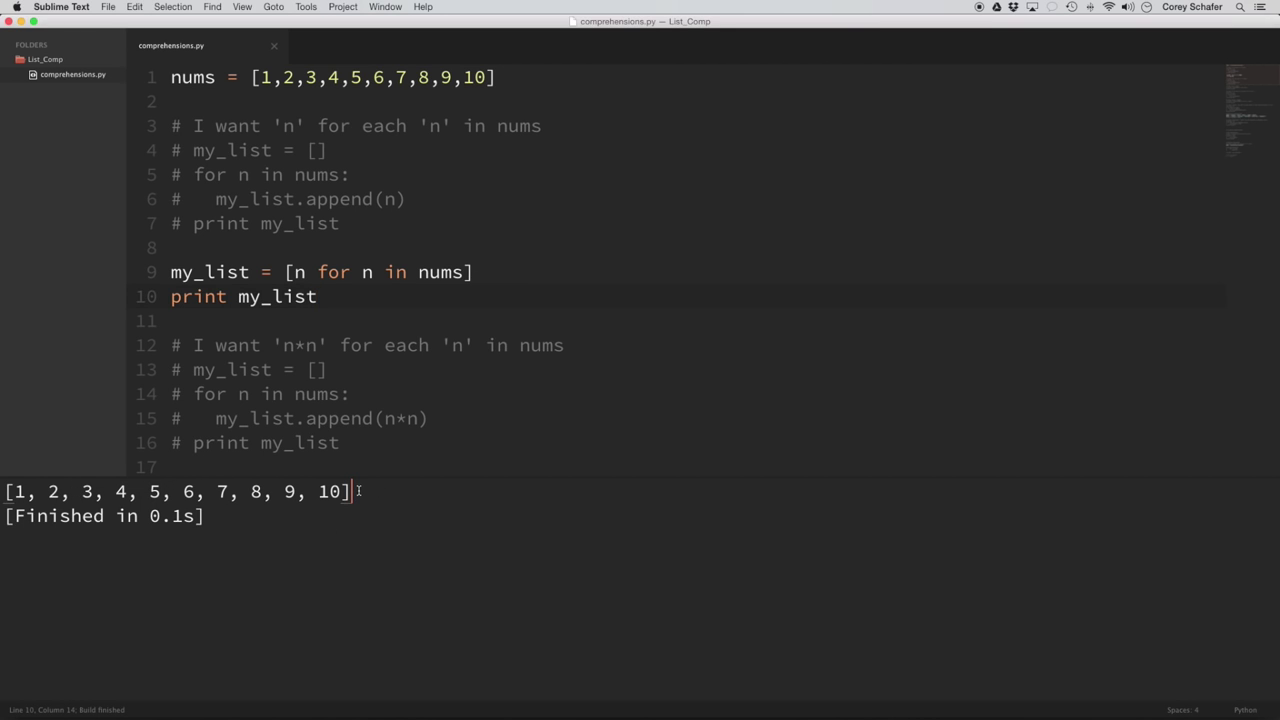 Sublime Text File Edit Selection Find View Goto Tools Project Window Help Corey Schafer
comprehensions.py — List_Comp
FOLDERS
List_Comp
comprehensions.py
comprehensions.py
1 nums = [1,2,3,4,5,6,7,8,9,10]
2
3 # I want 'n' for each 'n' in nums
4 # my_list = []
5 # for n in nums:
6 #   my_list.append(n)
7 # print my_list
8
9 my_list = [n for n in nums]
10 print my_list
11
12 # I want 'n*n' for each 'n' in nums
13 # my_list = []
14 # for n in nums:
15 #   my_list.append(n*n)
16 # print my_list
17
[1, 2, 3, 4, 5, 6, 7, 8, 9, 10]
[Finished in 0.1s]
Line 10, Column 14; Build finished Spaces: 4 Python